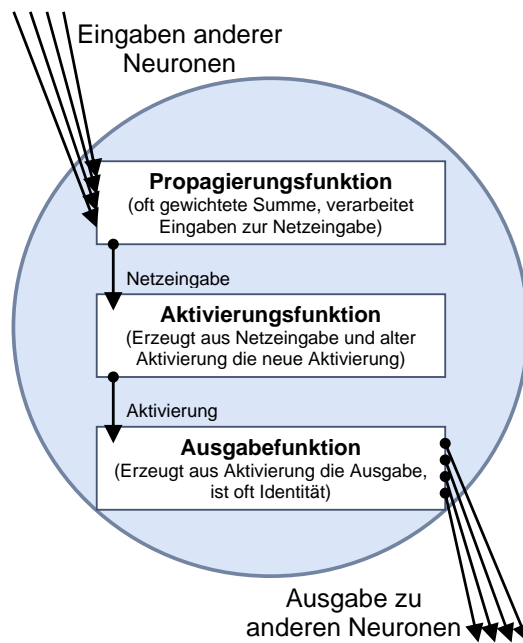 Eingaben anderer
Neuronen
Propagierungsfunktion
(oft gewichtete Summe, verarbeitet
Eingaben zur Netzeingabe)
Netzeingabe
Aktivierungsfunktion
(Erzeugt aus Netzeingabe und alter
Aktivierung die neue Aktivierung)
Aktivierung
Ausgabefunktion
(Erzeugt aus Aktivierung die Ausgabe,
ist oft Identität)
Ausgabe zu
anderen Neuronen